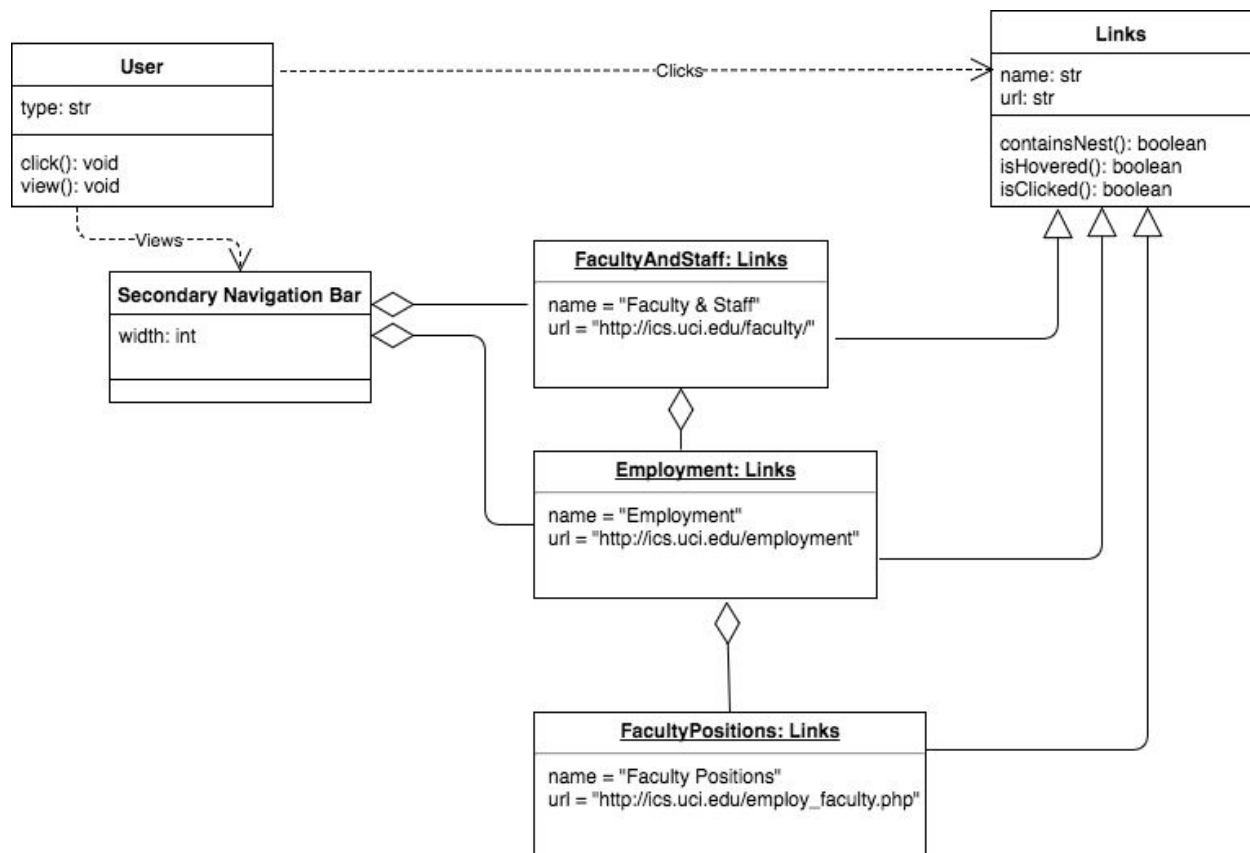 User
type: str
click(): void
view(): void
Clicks
Links
name: str
url: str
containsNest(): boolean
isHovered(): boolean
isClicked(): boolean
Views
Secondary Navigation Bar
width: int
FacultyAndStaff: Links
name = "Faculty & Staff"
url = "http://ics.uci.edu/faculty/"
Employment: Links
name = "Employment"
url = "http://ics.uci.edu/employment"
FacultyPositions: Links
name = "Faculty Positions"
url = "http://ics.uci.edu/employ_faculty.php"